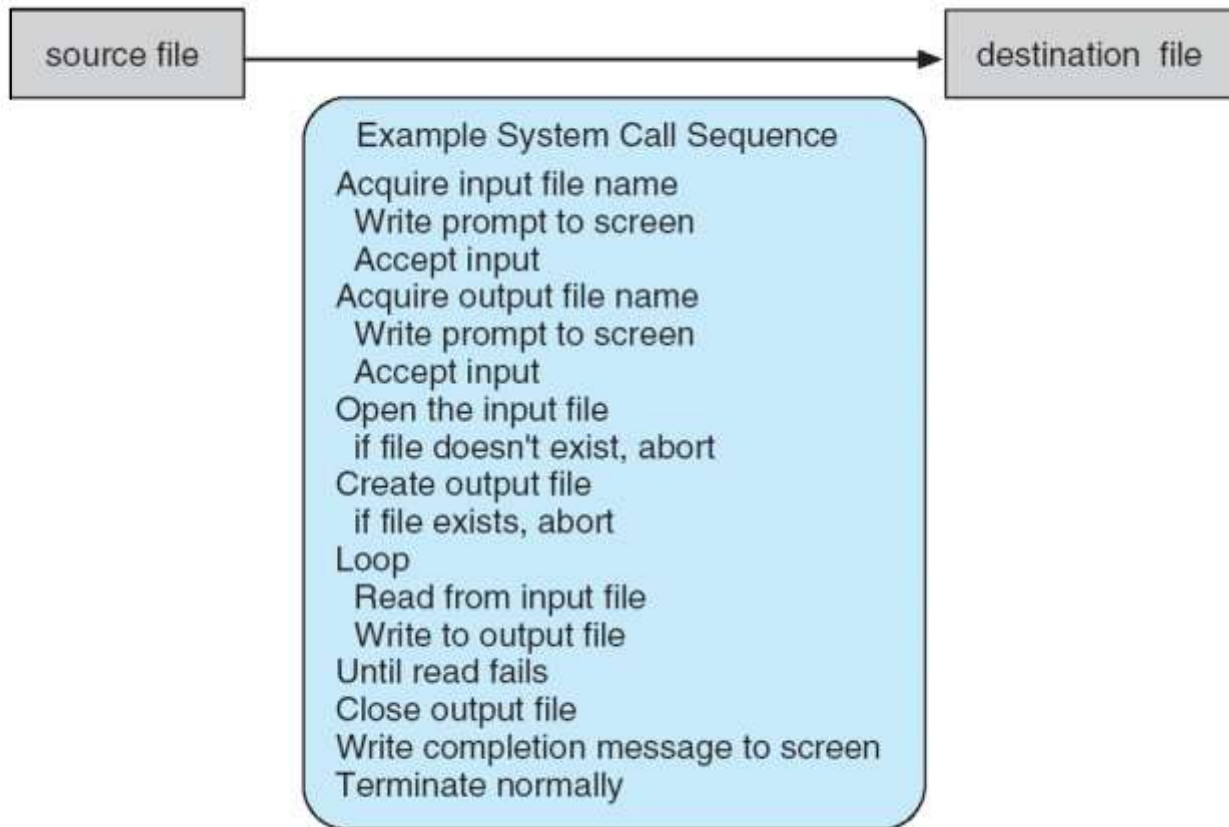 source file
destination file
Example System Call Sequence
Acquire input file name
Write prompt to screen
Accept input
Acquire output file name
Write prompt to screen
Accept input
Open the input file
if file doesn't exist, abort
Create output file
if file exists, abort
Loop
Read from input file
Write to output file
Until read fails
Close output file
Write completion message to screen
Terminate normally